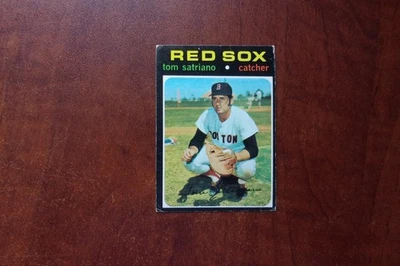 RED SOX
tom satriano • catcher
B
BOSTON